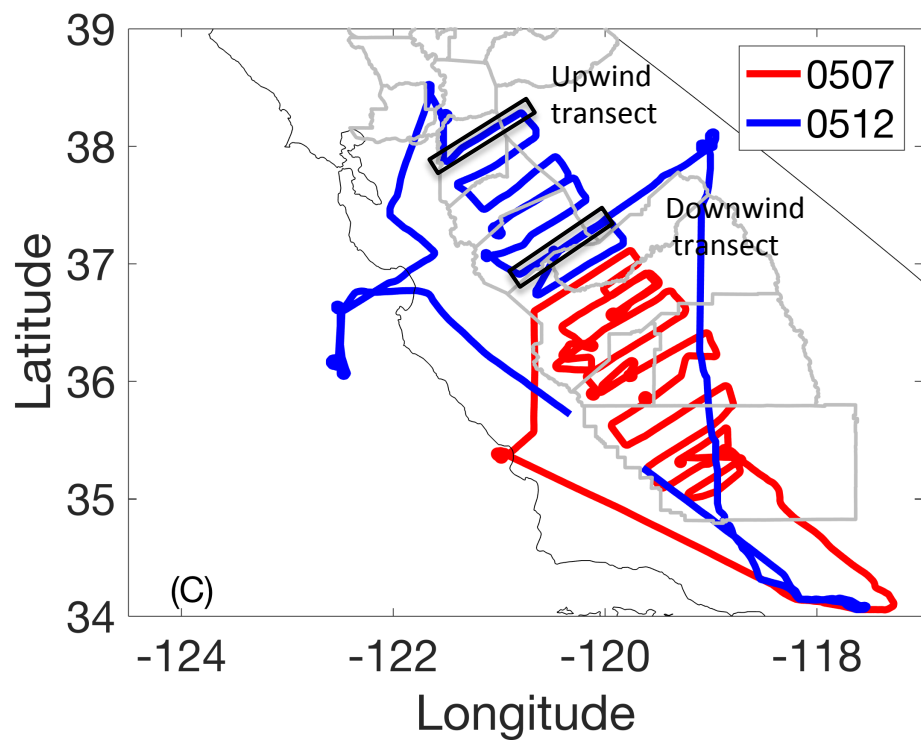 39
38
37
36
35
34
Latitude
-124
-122
-120
-118
Longitude
Upwind
transect
0507
0512
Downwind
transect
(C)